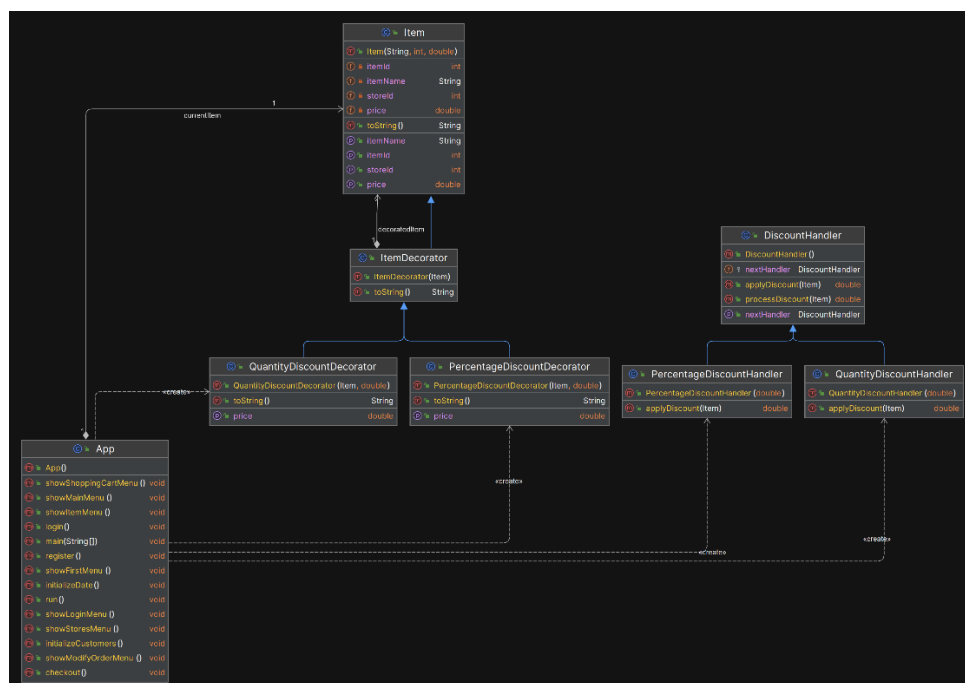 Item
Item(String, int, double)
itemId int
itemName String
storeId int
price double
toString() String
itemName String
itemId int
storeId int
price double
1
currentItem
decoratedItem
1
ItemDecorator
ItemDecorator(Item)
toString() String
DiscountHandler
DiscountHandler()
nextHandler DiscountHandler
applyDiscount(Item) double
processDiscount(Item) double
nextHandler DiscountHandler
QuantityDiscountDecorator
QuantityDiscountDecorator(Item, double)
toString() String
price double
PercentageDiscountDecorator
PercentageDiscountDecorator(Item, double)
toString() String
price double
PercentageDiscountHandler
PercentageDiscountHandler(double)
applyDiscount(Item) double
QuantityDiscountHandler
QuantityDiscountHandler(double)
applyDiscount(Item) double
«create»
«create»
«create»
«create»
App
App()
showShoppingCartMenu() void
showMainMenu() void
showItemMenu() void
login() void
main(String[]) void
register() void
showFirstMenu() void
initializeDate() void
run() void
showLoginMenu() void
showStoresMenu() void
initializeCustomers() void
showModifyOrderMenu() void
checkout() void